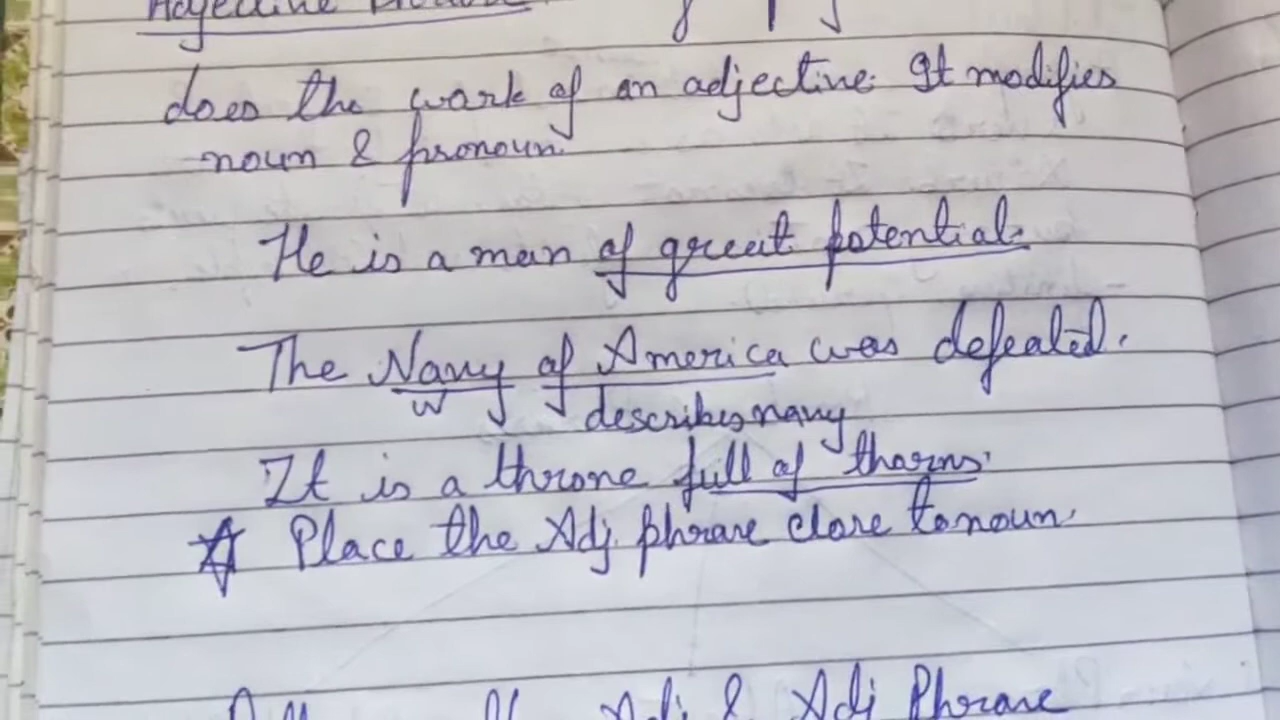 Adjective
does the work of an adjective. It modifies
noun & pronoun.
He is a man of great potential.
The Navy of America was defeated.
describes navy
It is a throne full of thorns.
☆ Place the Adj. phrase close to noun.
Adj & Adj Phrase